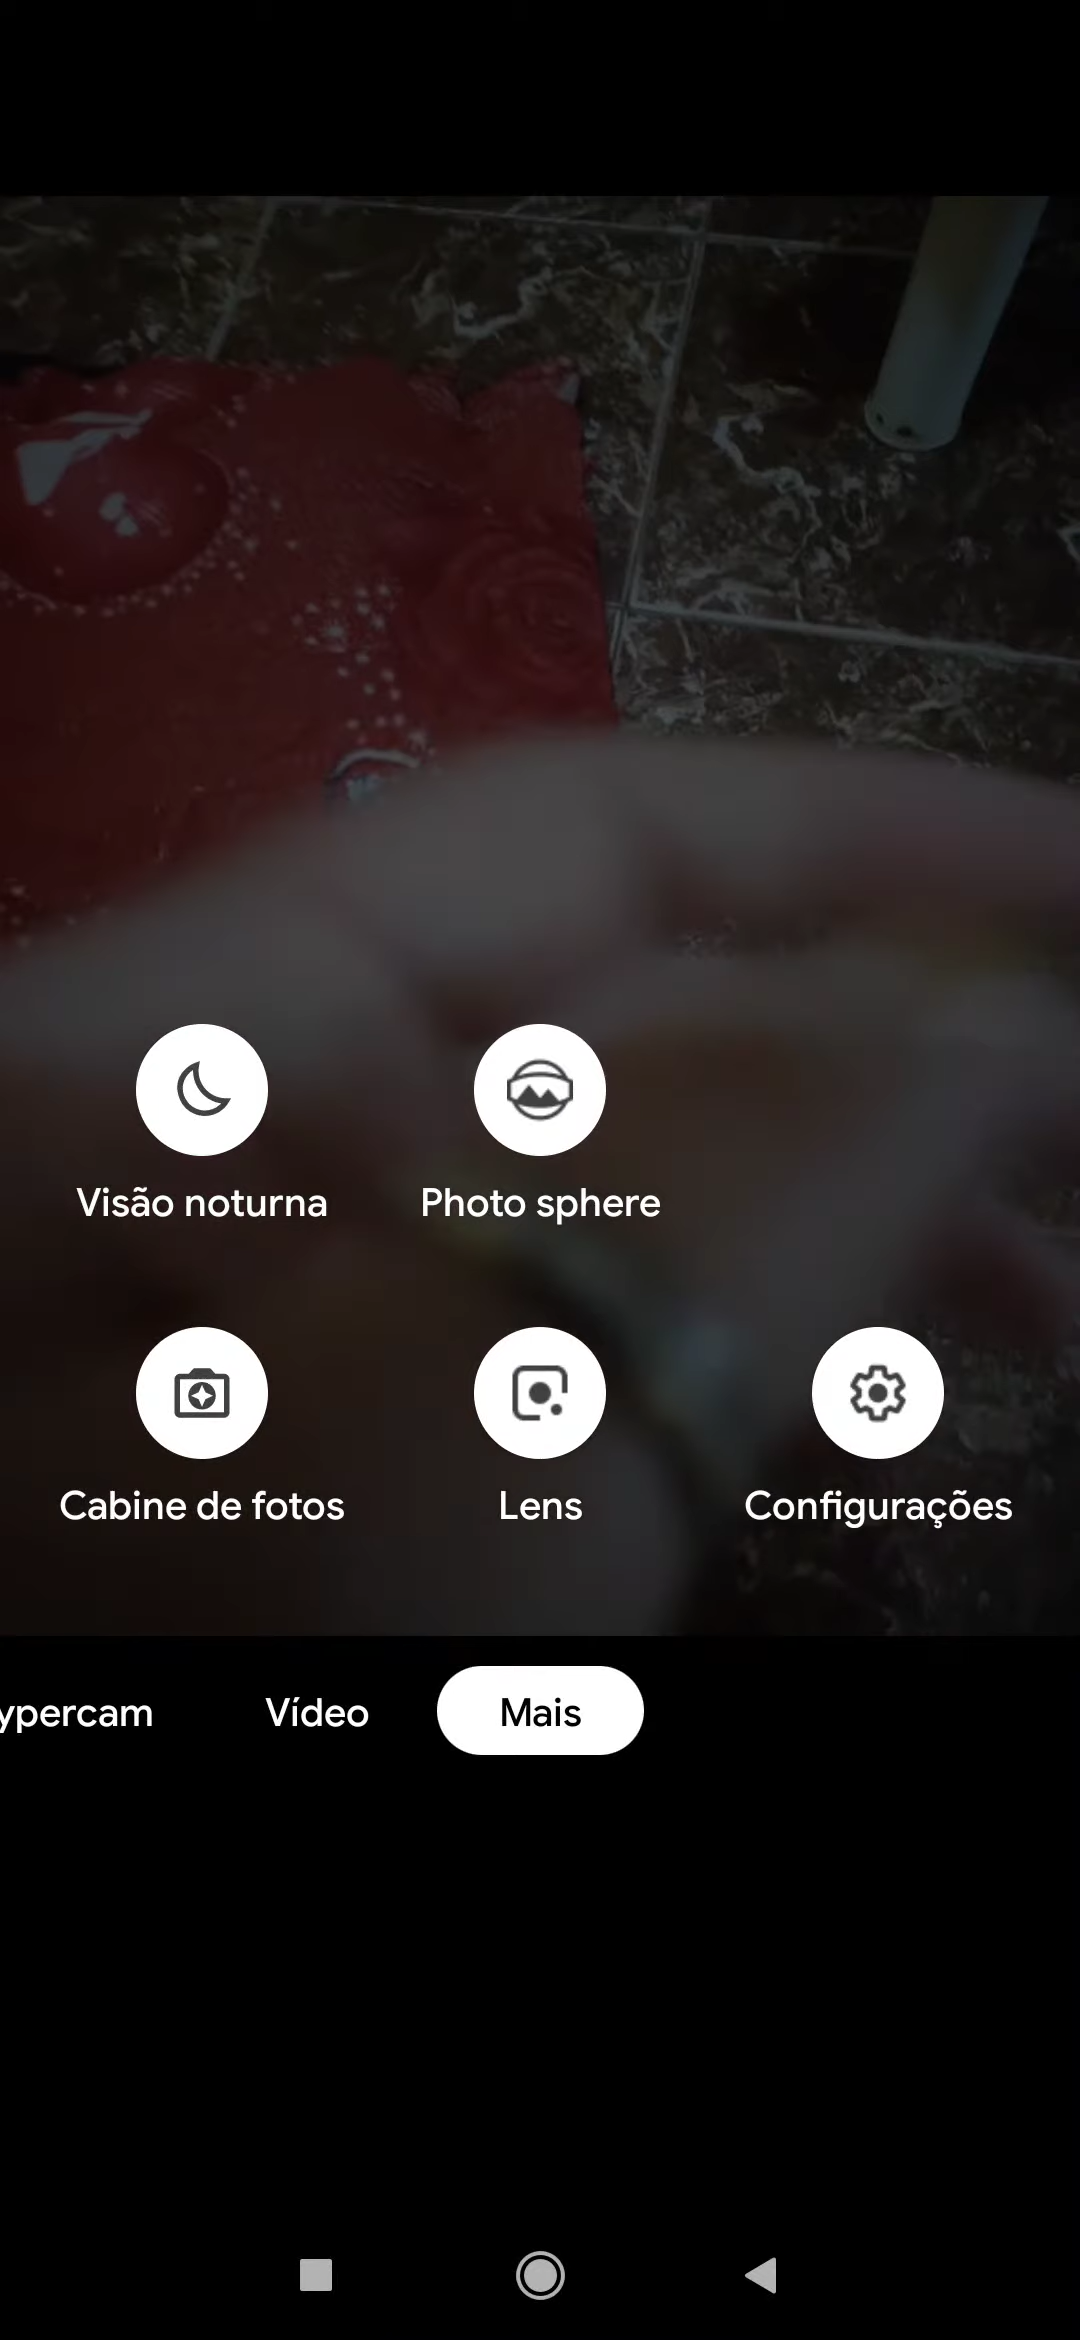 Visão noturna
Photo sphere
Cabine de fotos
Lens
Configurações
ypercam
Vídeo
Mais